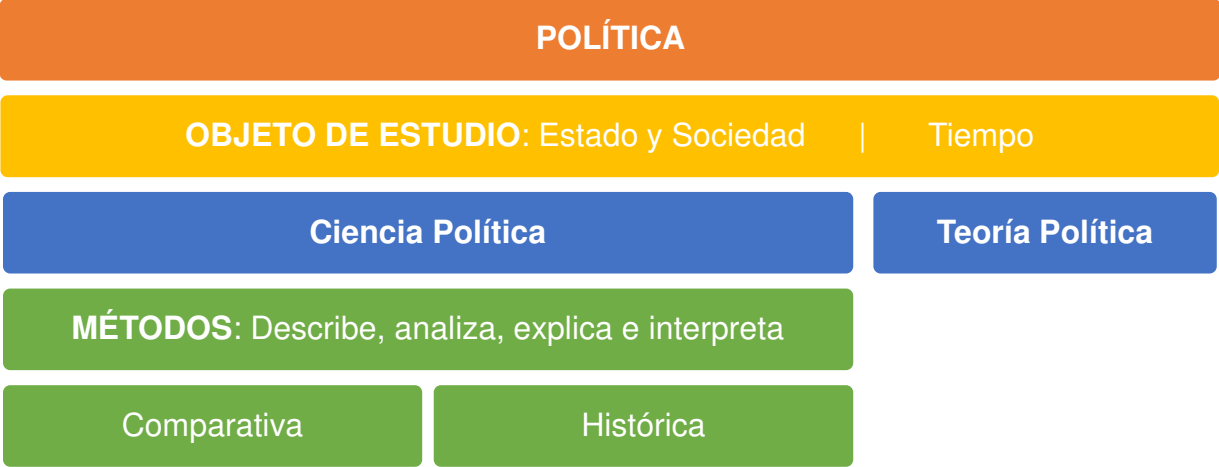 POLÍTICA
OBJETO DE ESTUDIO: Estado y Sociedad | Tiempo
Ciencia Política
Teoría Política
MÉTODOS: Describe, analiza, explica e interpreta
Comparativa
Histórica